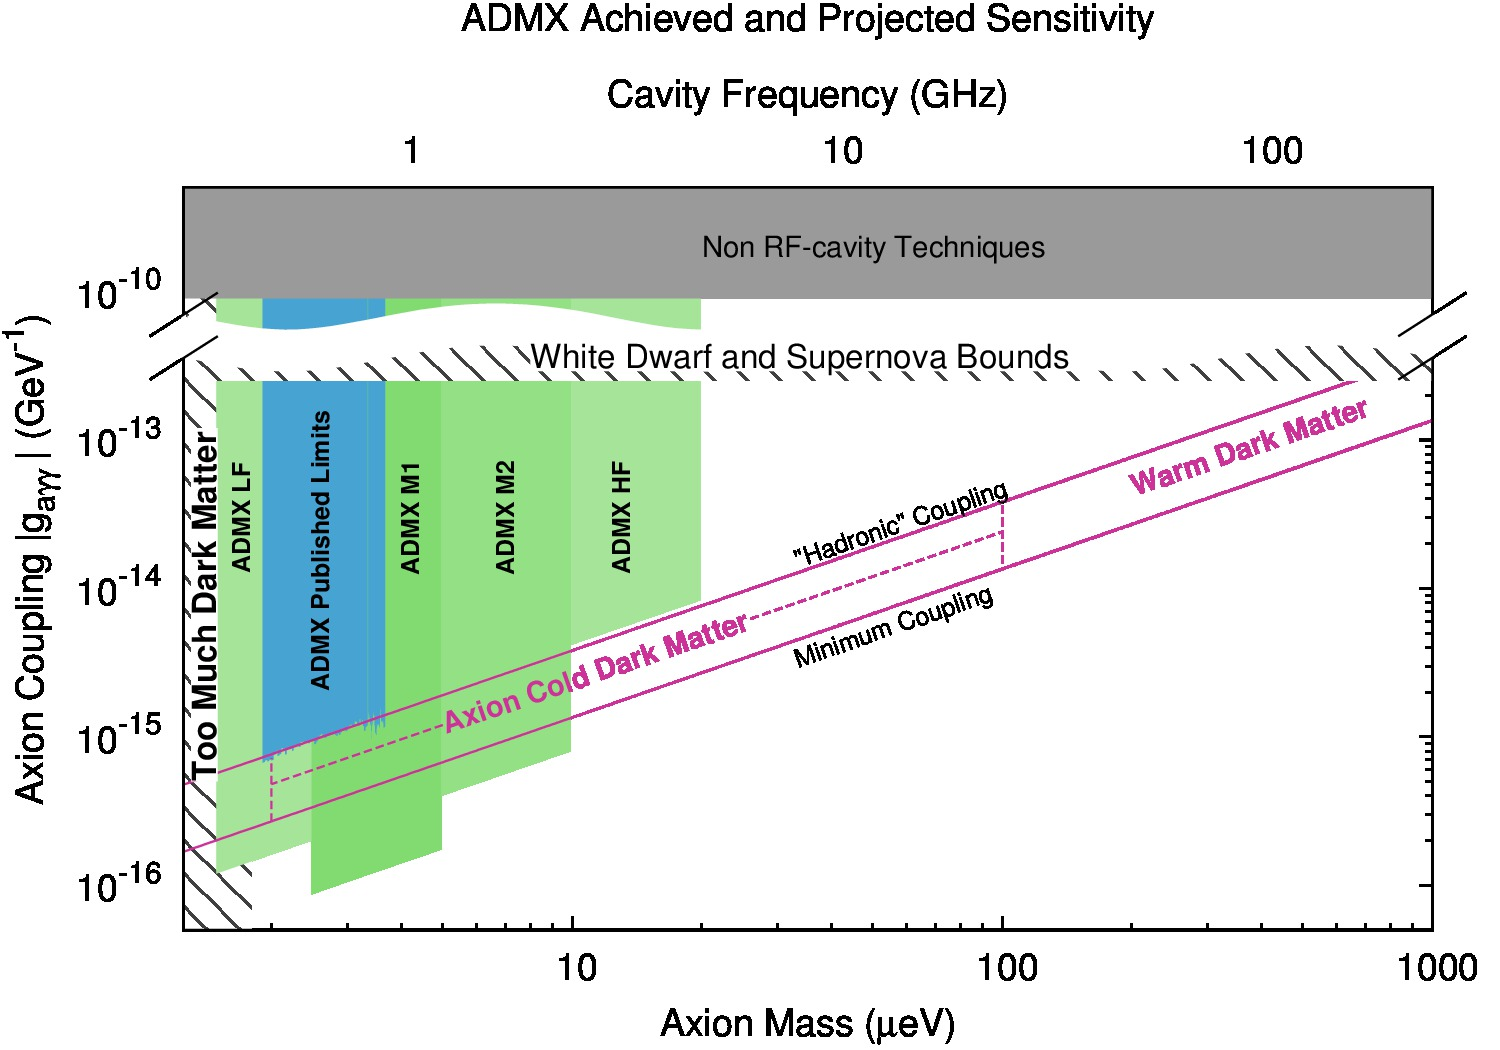 ADMX Achieved and Projected Sensitivity
Cavity Frequency (GHz)
1 10 100
Non RF-cavity Techniques
10^-10
White Dwarf and Supernova Bounds
10^-13
10^-14
10^-15
10^-16
Axion Coupling |g_aγγ| (GeV^-1)
Too Much Dark Matter
ADMX LF
ADMX Published Limits
ADMX M1
ADMX M2
ADMX HF
Warm Dark Matter
"Hadronic" Coupling
Axion Cold Dark Matter
Minimum Coupling
10 100 1000
Axion Mass (μeV)